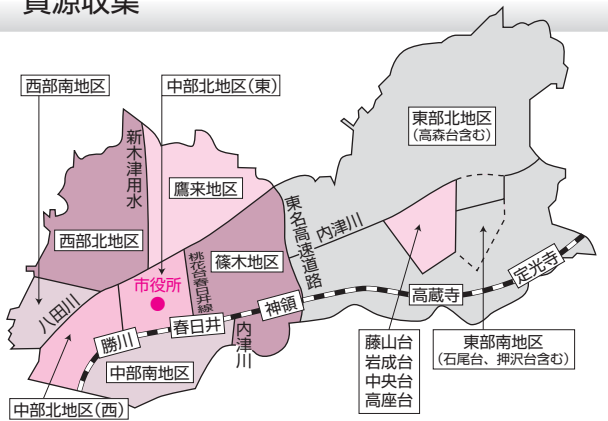 資源収集
西部南地区
中部北地区(東)
東部北地区
(高森台含む)
新木津用水
鷹来地区
東名高速道路
内津川
西部北地区
桃花台春日井線
篠木地区
市役所
定光寺
八田川
神領
高蔵寺
春日井
勝川
内津川
藤山台
岩成台
中央台
高座台
東部南地区
(石尾台、押沢台含む)
中部南地区
中部北地区(西)